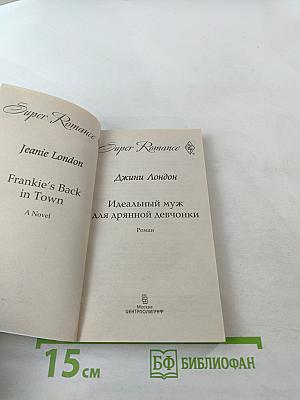 Super Romance
Jeanie London
Frankie's Back
in Town
A Novel
Super Romance
Джини Лондон
Идеальный муж
для дрянной девчонки
Роман
Москва
ЦЕНТРПОЛИГРАФ
15 см
БФ БИБЛИОФАН